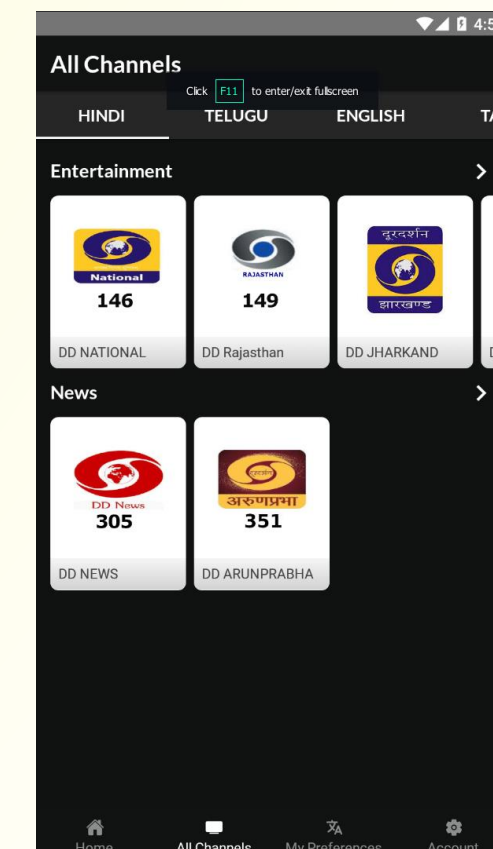 4:5
All Channels
Click F11 to enter/exit fullscreen
HINDI TELUGU ENGLISH TA
Entertainment
National
146
RAJASTHAN
149
दूरदर्शन
झारखण्ड
DD NATIONAL DD Rajasthan DD JHARKAND
News
DD News
305
अरुणप्रभा
351
DD NEWS DD ARUNPRABHA
Home All Channels My Preferences Account